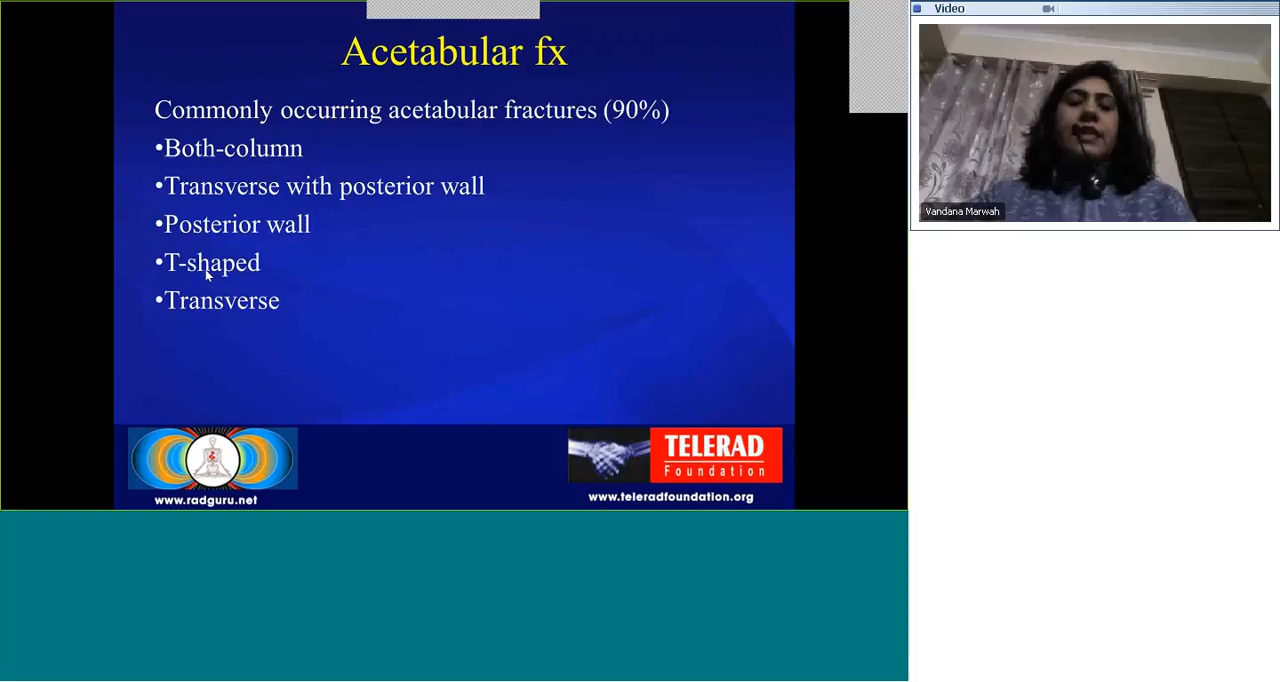 Acetabular fx
Commonly occurring acetabular fractures (90%)
•Both-column
•Transverse with posterior wall
•Posterior wall
•T-shaped
•Transverse
www.radguru.net
TELERAD
Foundation
www.teleradfoundation.org
Video
Vandana Marwah